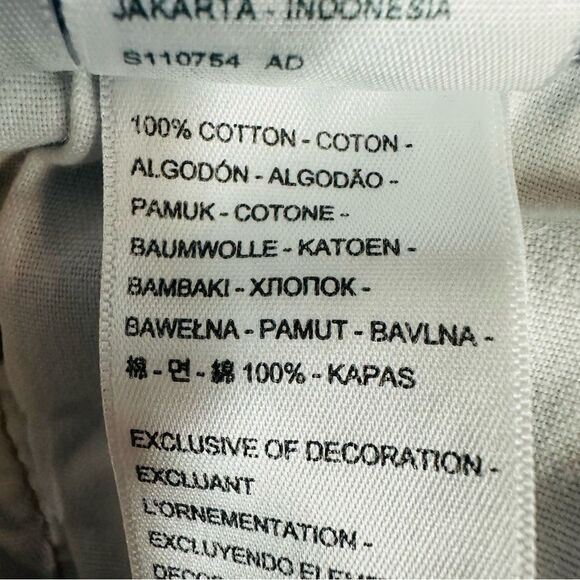 JAKARTA - INDONESIA
S110754 AD
100% COTTON - COTON -
ALGODÓN - ALGODÃO -
PAMUK - COTONE -
BAUMWOLLE - KATOEN -
BAMBAKI - ХЛОПОК -
BAWEŁNA - PAMUT - BAVLNA -
棉 - 면 - 綿 100% - KAPAS
EXCLUSIVE OF DECORATION -
EXCLUANT
L'ORNEMENTATION -
EXCLUYENDO